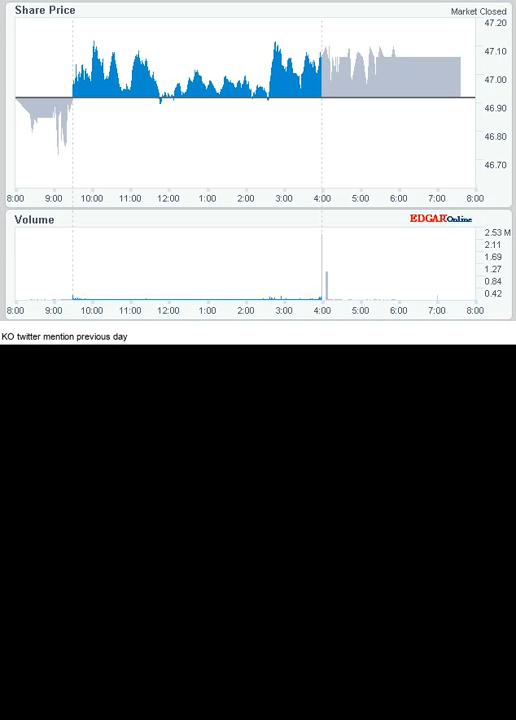 Share Price
Market Closed
47.20
47.10
47.00
46.90
46.80
46.70
8:00 9:00 10:00 11:00 12:00 1:00 2:00 3:00 4:00 5:00 6:00 7:00 8:00
Volume
EDGAROnline
2.53 M
2.11
1.69
1.27
0.84
0.42
8:00 9:00 10:00 11:00 12:00 1:00 2:00 3:00 4:00 5:00 6:00 7:00 8:00
KO twitter mention previous day